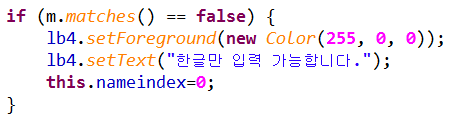 if (m.matches() == false) {
    lb4.setForeground(new Color(255, 0, 0));
    lb4.setText("한글만 입력 가능합니다.");
    this.nameindex=0;
}